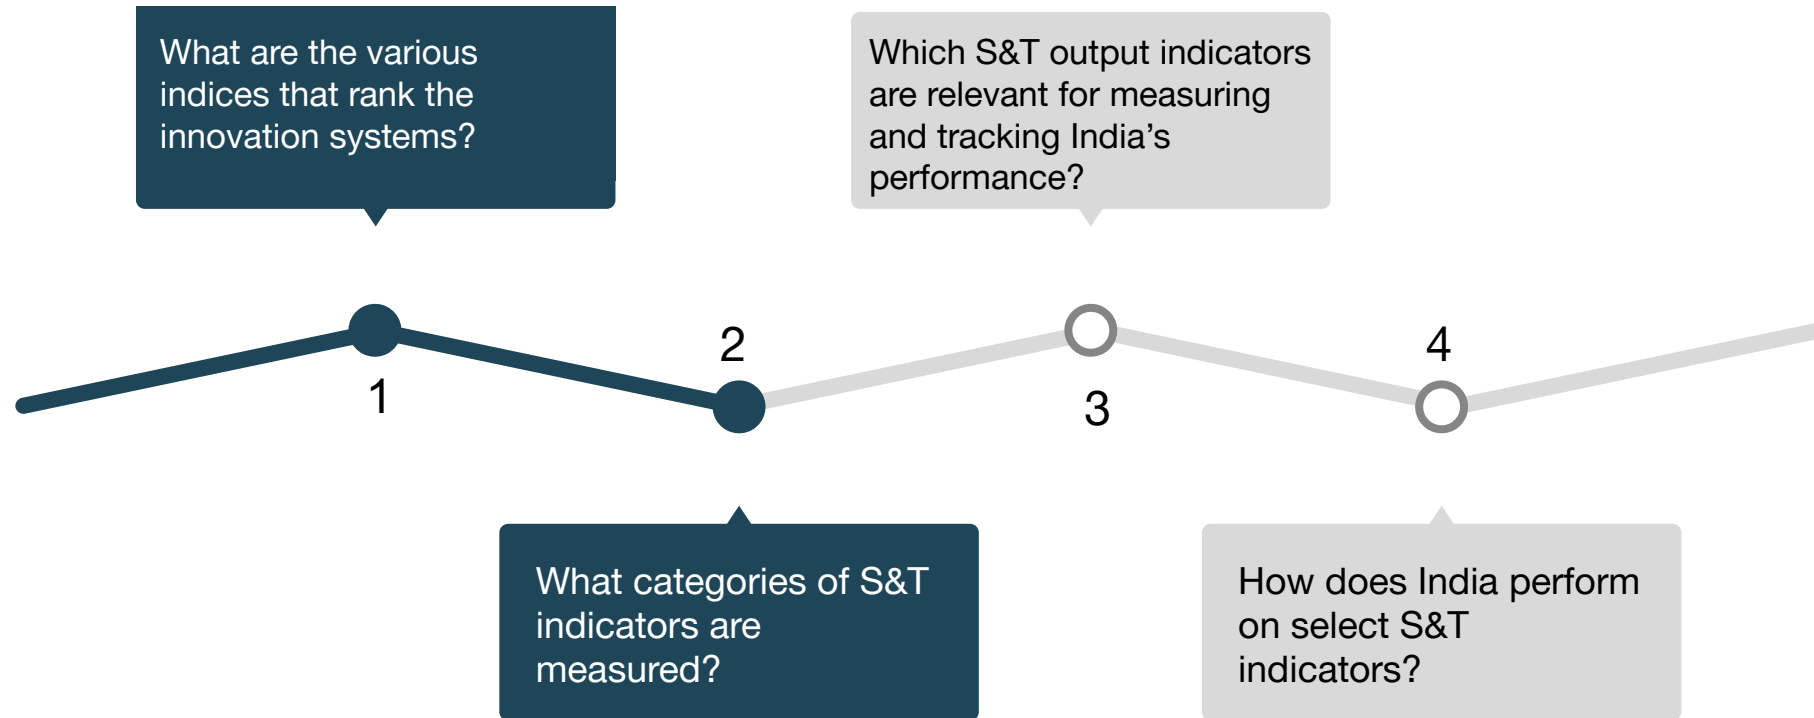 What are the various
indices that rank the
innovation systems?
Which S&T output indicators
are relevant for measuring
and tracking India’s
performance?
1
2
3
4
What categories of S&T
indicators are
measured?
How does India perform
on select S&T
indicators?